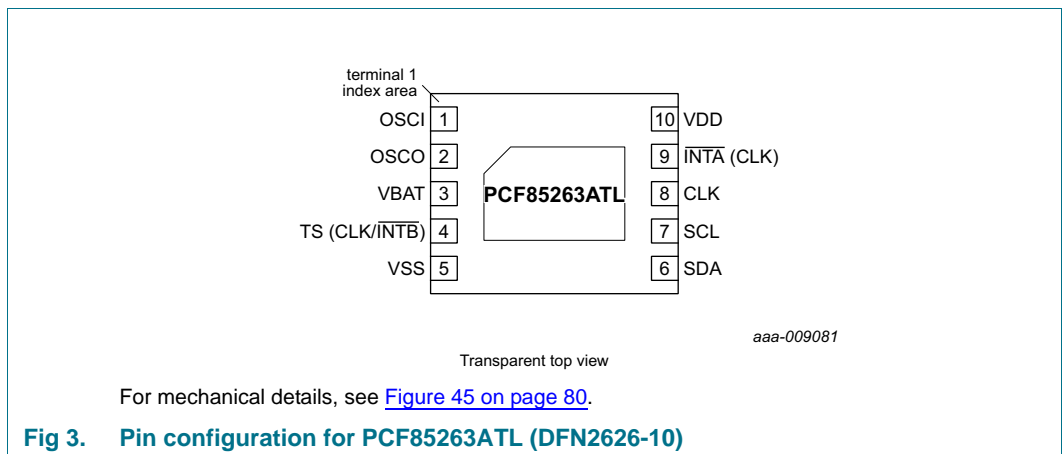 terminal 1
index area
OSCI 1
OSCO 2
VBAT 3
TS (CLK/INTB) 4
VSS 5
PCF85263ATL
10 VDD
9 INTA (CLK)
8 CLK
7 SCL
6 SDA
aaa-009081
Transparent top view
For mechanical details, see Figure 45 on page 80.
Fig 3. Pin configuration for PCF85263ATL (DFN2626-10)